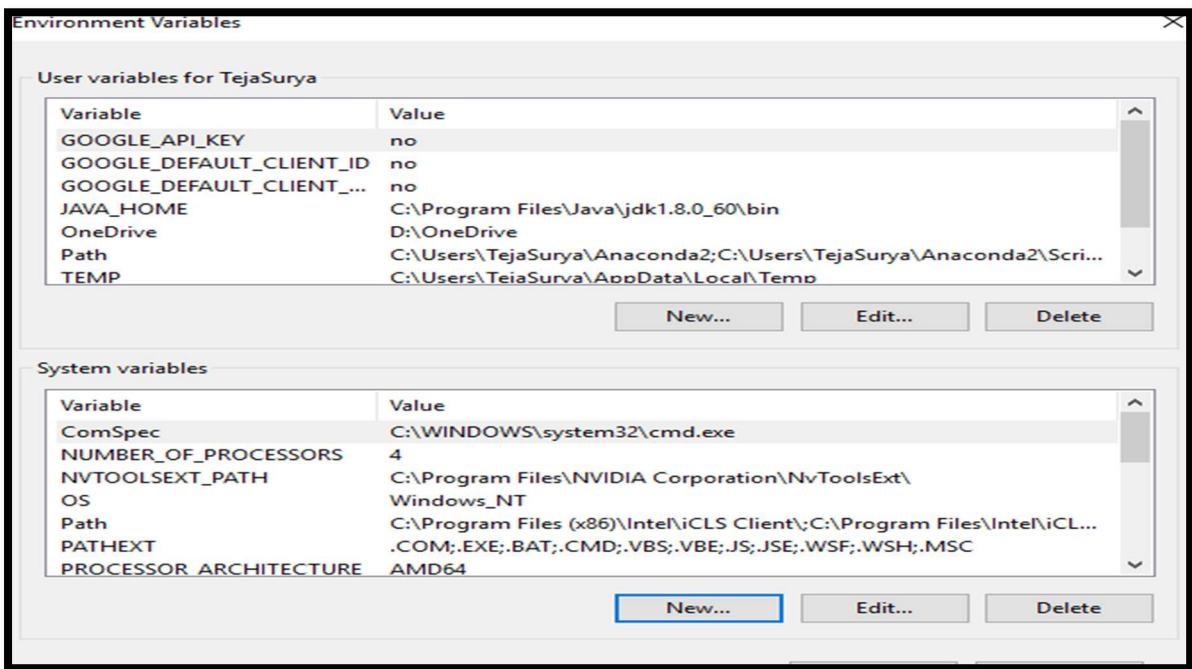 Environment Variables
User variables for TejaSurya
Variable Value
GOOGLE_API_KEY no
GOOGLE_DEFAULT_CLIENT_ID no
GOOGLE_DEFAULT_CLIENT_... no
JAVA_HOME C:\Program Files\Java\jdk1.8.0_60\bin
OneDrive D:\OneDrive
Path C:\Users\TejaSurya\Anaconda2;C:\Users\TejaSurya\Anaconda2\Scri...
TEMP C:\Users\TejaSurya\AppData\Local\Temp
New... Edit... Delete
System variables
Variable Value
ComSpec C:\WINDOWS\system32\cmd.exe
NUMBER_OF_PROCESSORS 4
NVTOOLSEXT_PATH C:\Program Files\NVIDIA Corporation\NvToolsExt\
OS Windows_NT
Path C:\Program Files (x86)\Intel\iCLS Client\;C:\Program Files\Intel\iCL...
PATHEXT .COM;.EXE;.BAT;.CMD;.VBS;.VBE;.JS;.JSE;.WSF;.WSH;.MSC
PROCESSOR_ARCHITECTURE AMD64
New... Edit... Delete